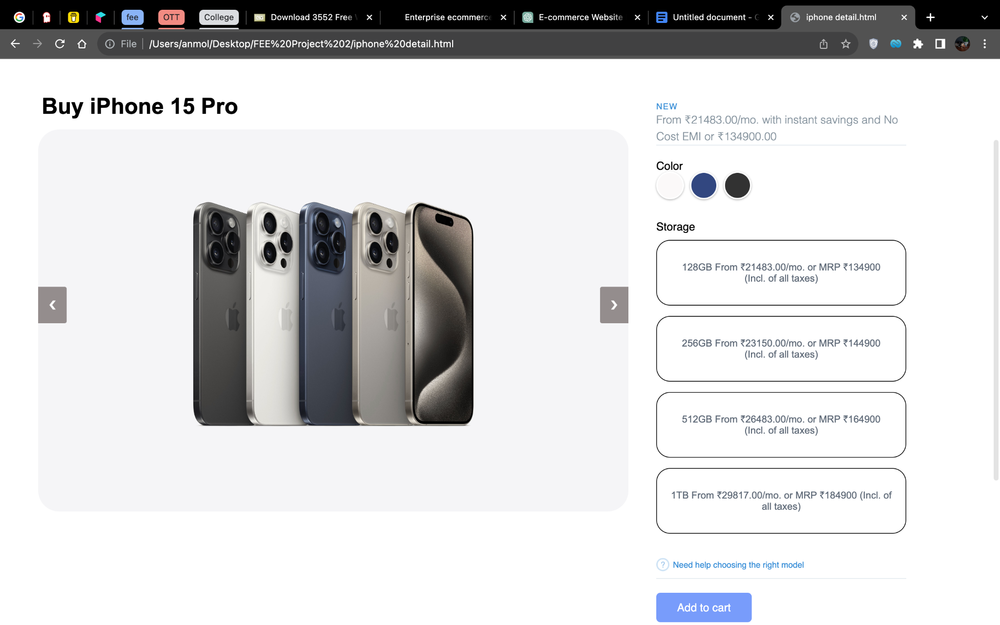 fee
OTT
College
Download 3552 Free
Enterprise ecommerce
E-commerce Website
Untitled document - G
iphone detail.html
File
/Users/anmol/Desktop/FEE%20Project%202/iphone%20detail.html
Buy iPhone 15 Pro
NEW
From ₹21483.00/mo. with instant savings and No
Cost EMI or ₹134900.00
Color
Storage
128GB From ₹21483.00/mo. or MRP ₹134900
(Incl. of all taxes)
256GB From ₹23150.00/mo. or MRP ₹144900
(Incl. of all taxes)
512GB From ₹26483.00/mo. or MRP ₹164900
(Incl. of all taxes)
1TB From ₹29817.00/mo. or MRP ₹184900 (Incl. of
all taxes)
? Need help choosing the right model
Add to cart